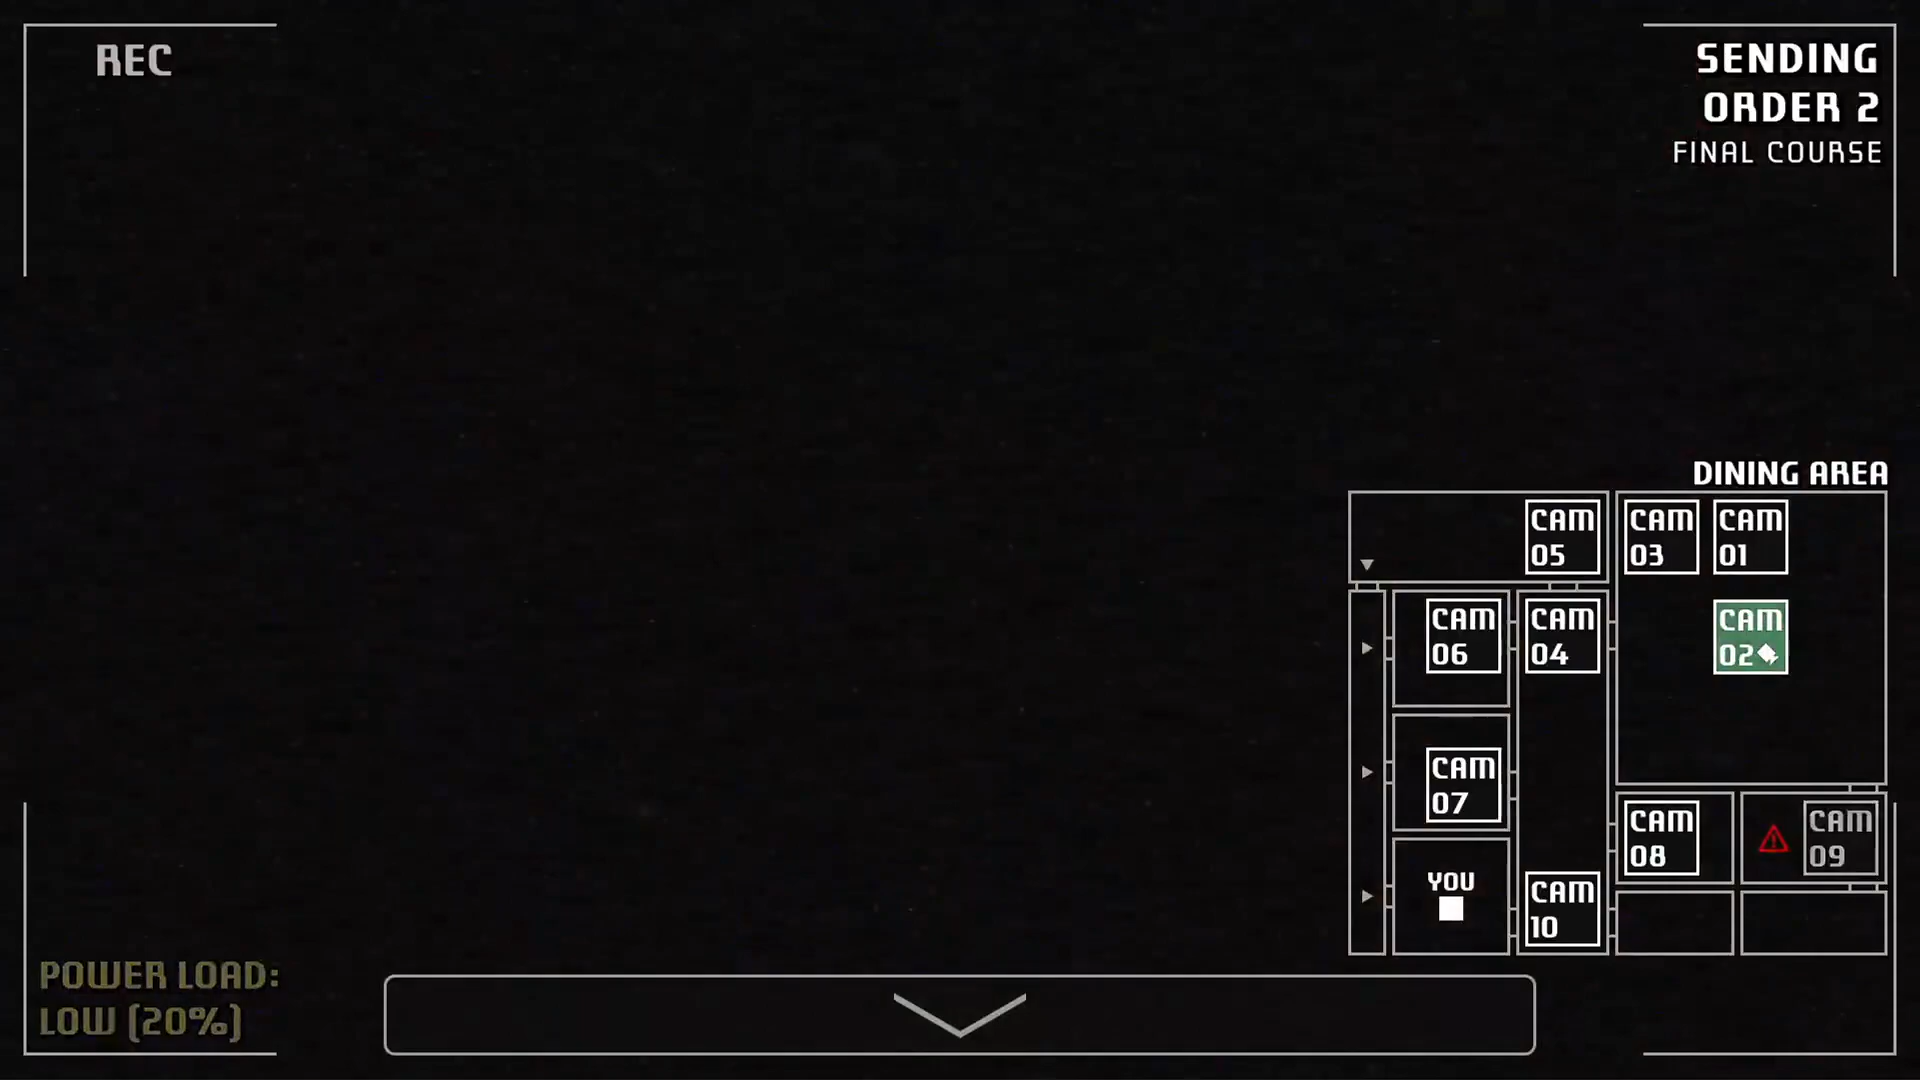 REC
SENDING
ORDER 2
FINAL COURSE
DINING AREA
CAM
05
CAM
03
CAM
01
CAM
06
CAM
04
CAM
02
CAM
07
CAM
08
CAM
09
YOU
CAM
10
POWER LOAD:
LOW (20%)